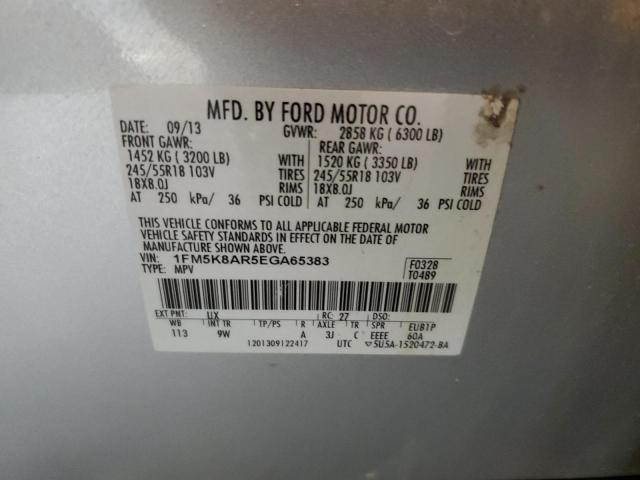 MFD. BY FORD MOTOR CO.
DATE: 09/13 GVWR: 2858 KG ( 6300 LB)
FRONT GAWR: REAR GAWR:
1452 KG ( 3200 LB) WITH 1520 KG ( 3350 LB) WITH
245/55R18 103V TIRES 245/55R18 103V TIRES
18X8.0J RIMS 18X8.0J RIMS
AT 250 kPa/ 36 PSI COLD AT 250 kPa/ 36 PSI COLD
THIS VEHICLE CONFORMS TO ALL APPLICABLE FEDERAL MOTOR
VEHICLE SAFETY STANDARDS IN EFFECT ON THE DATE OF
MANUFACTURE SHOWN ABOVE.
VIN: 1FM5K8AR5EGA65383 F0328
TYPE: MPV T0489
EXT PNT: UX RC: 27 DSO:
WB INT TR TP/PS R AXLE TR SPR EUB1P
113 9W A 3J C EEEE 60A
1201309122417 UTC 5U5A-1520472-BA